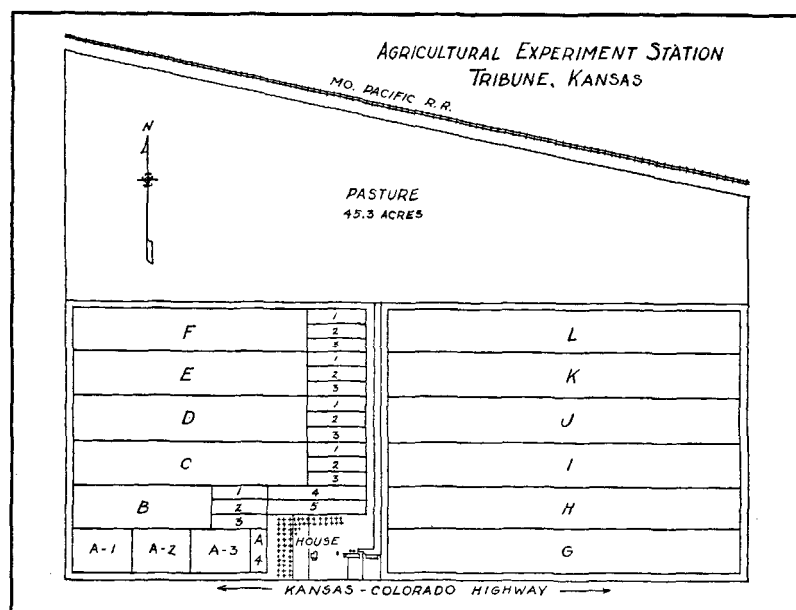 AGRICULTURAL EXPERIMENT STATION
TRIBUNE, KANSAS
MO. PACIFIC R.R.
N
PASTURE
45.3 ACRES
F
1
2
3
L
E
1
2
3
K
D
1
2
3
J
C
1
2
3
I
B
1
4
2
5
3
H
A-1
A-2
A-3
A
4
HOUSE
G
KANSAS-COLORADO HIGHWAY